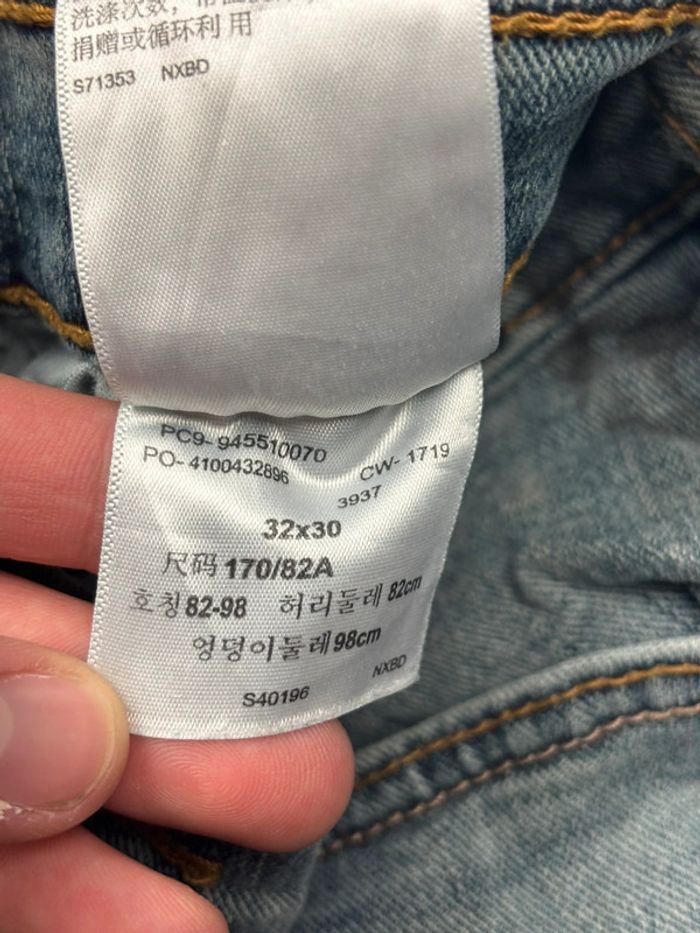 捐赠或循环利 用
S71353 NXBD
PC9- 945510070
PO- 4100432896 CW- 1719
3937
32x30
尺码 170/82A
호칭 82-98 허리둘레 82cm
엉덩이둘레 98cm
S40196 NXBD